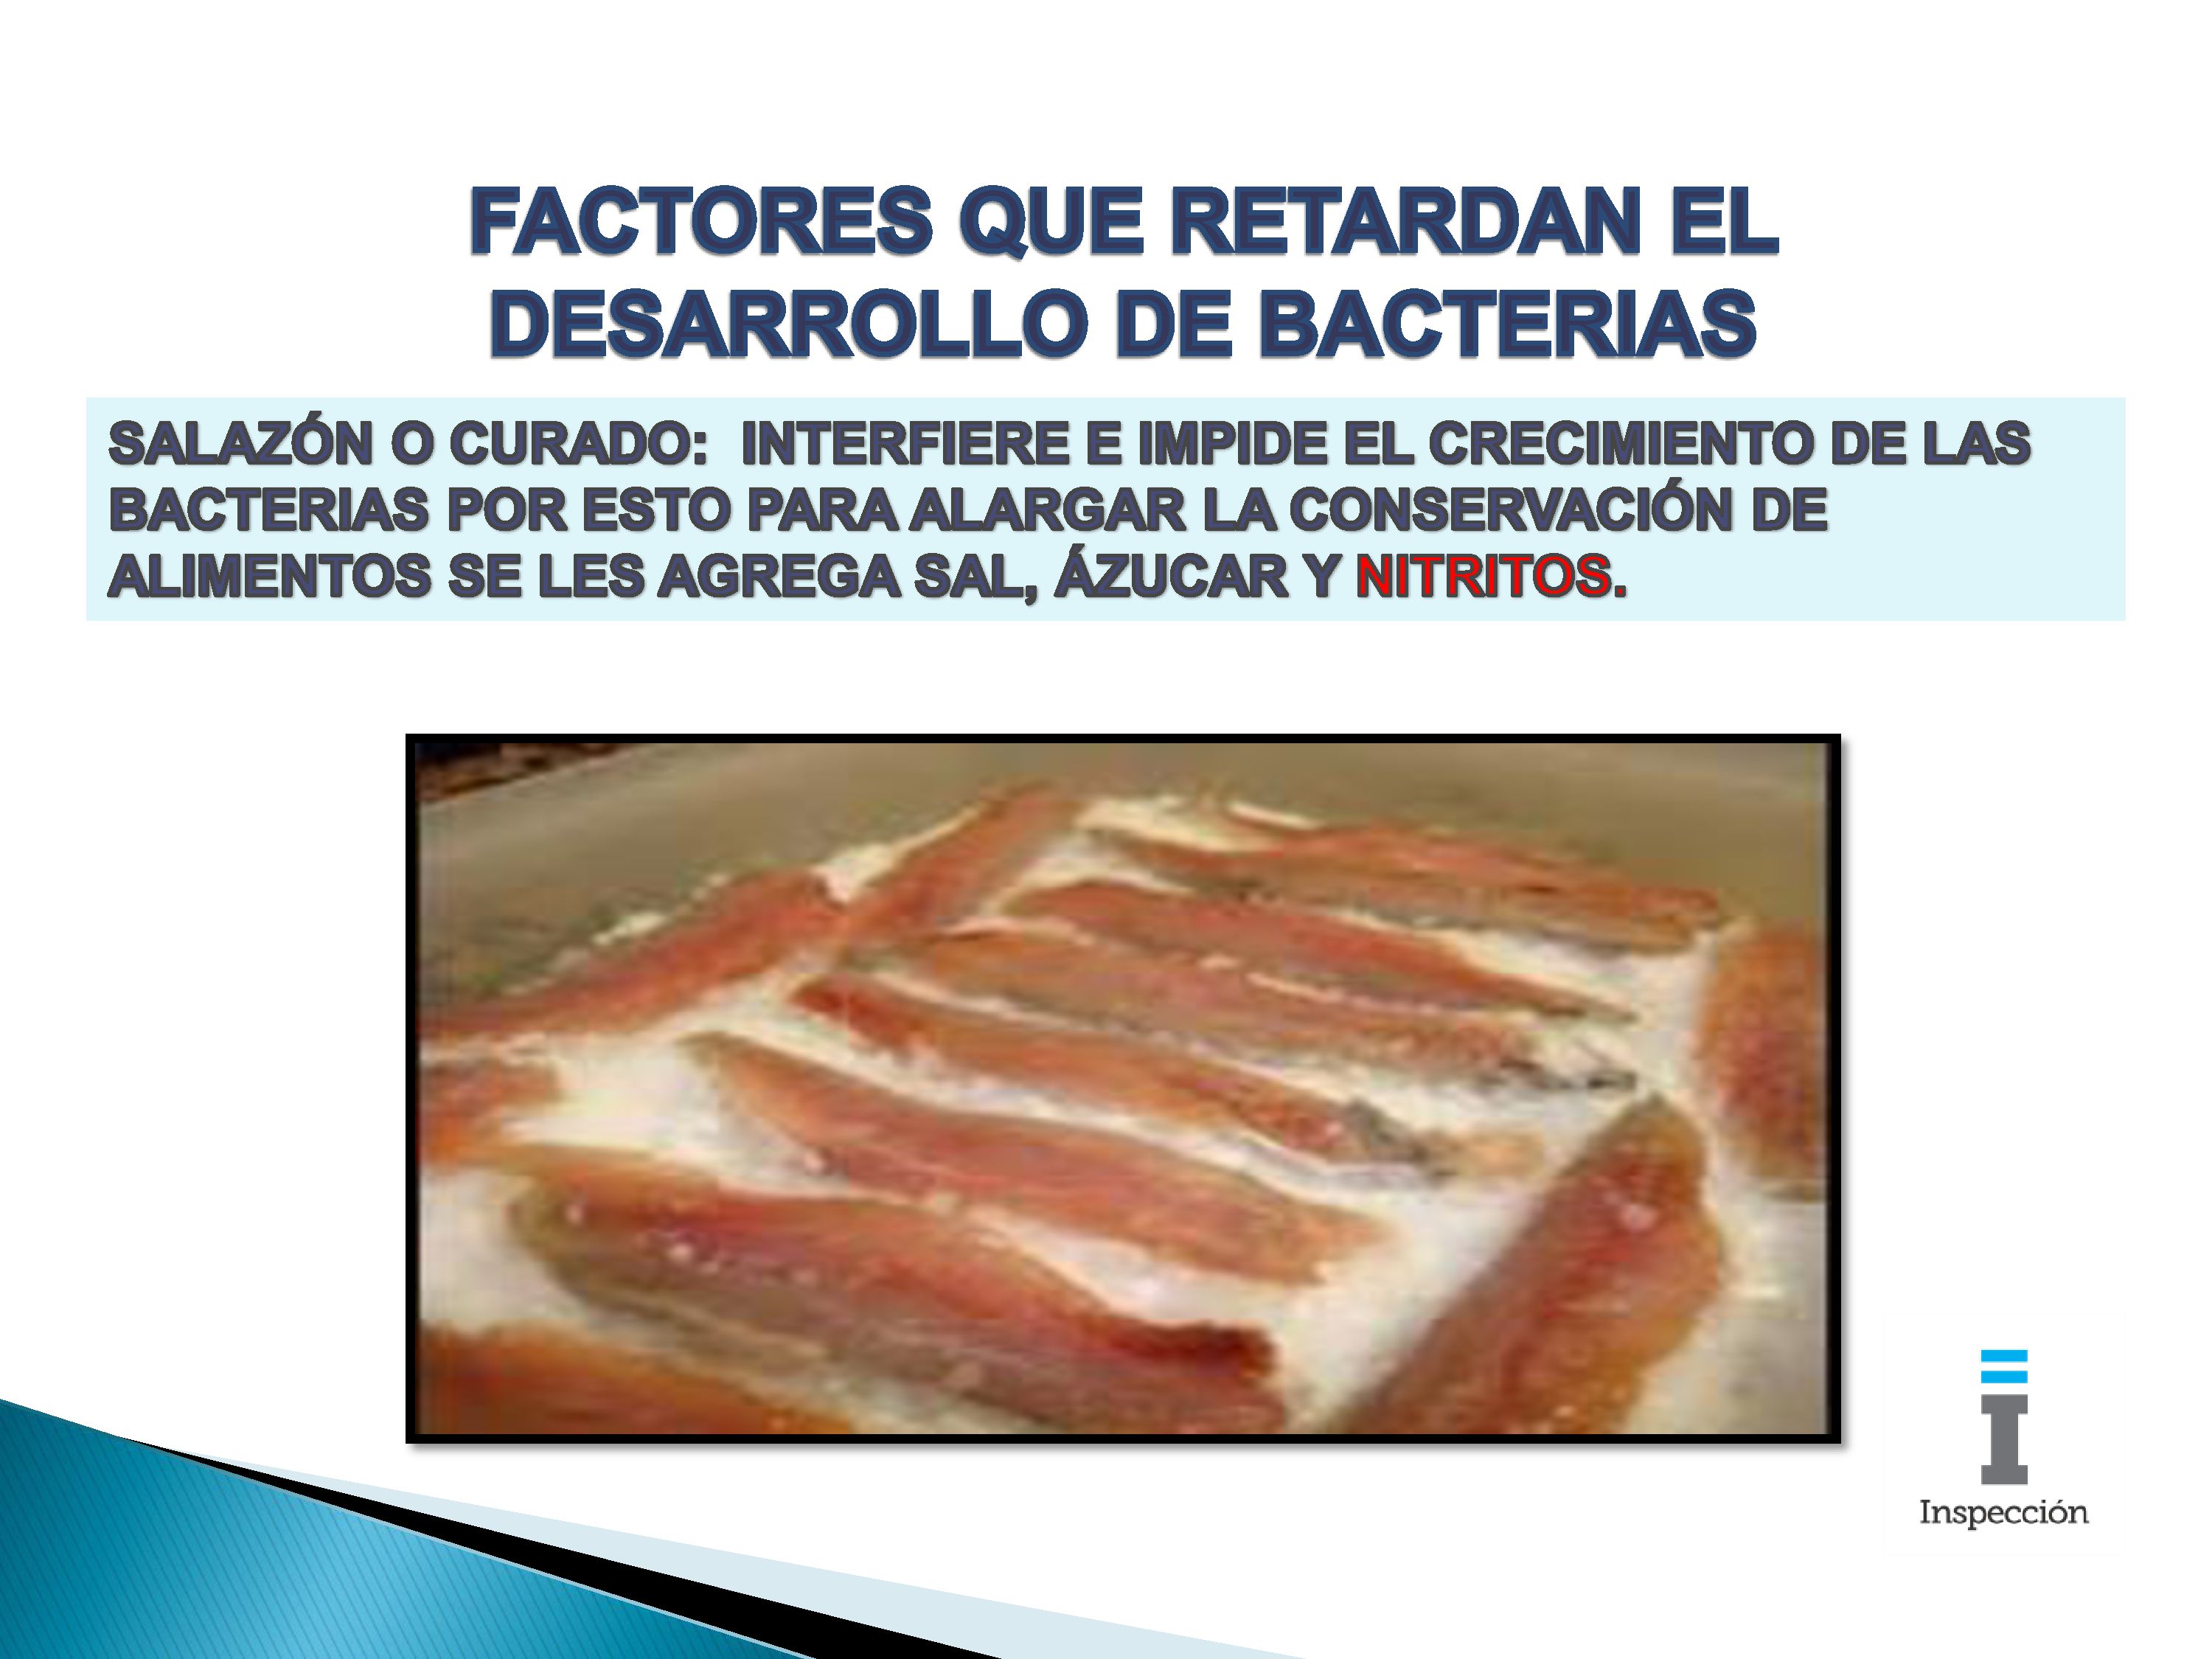 FACTORES QUE RETARDAN EL
DESARROLLO DE BACTERIAS
SALAZÓN O CURADO: INTERFIERE E IMPIDE EL CRECIMIENTO DE LAS
BACTERIAS POR ESTO PARA ALARGAR LA CONSERVACIÓN DE
ALIMENTOS SE LES AGREGA SAL, ÁZUCAR Y NITRITOS.
Inspección